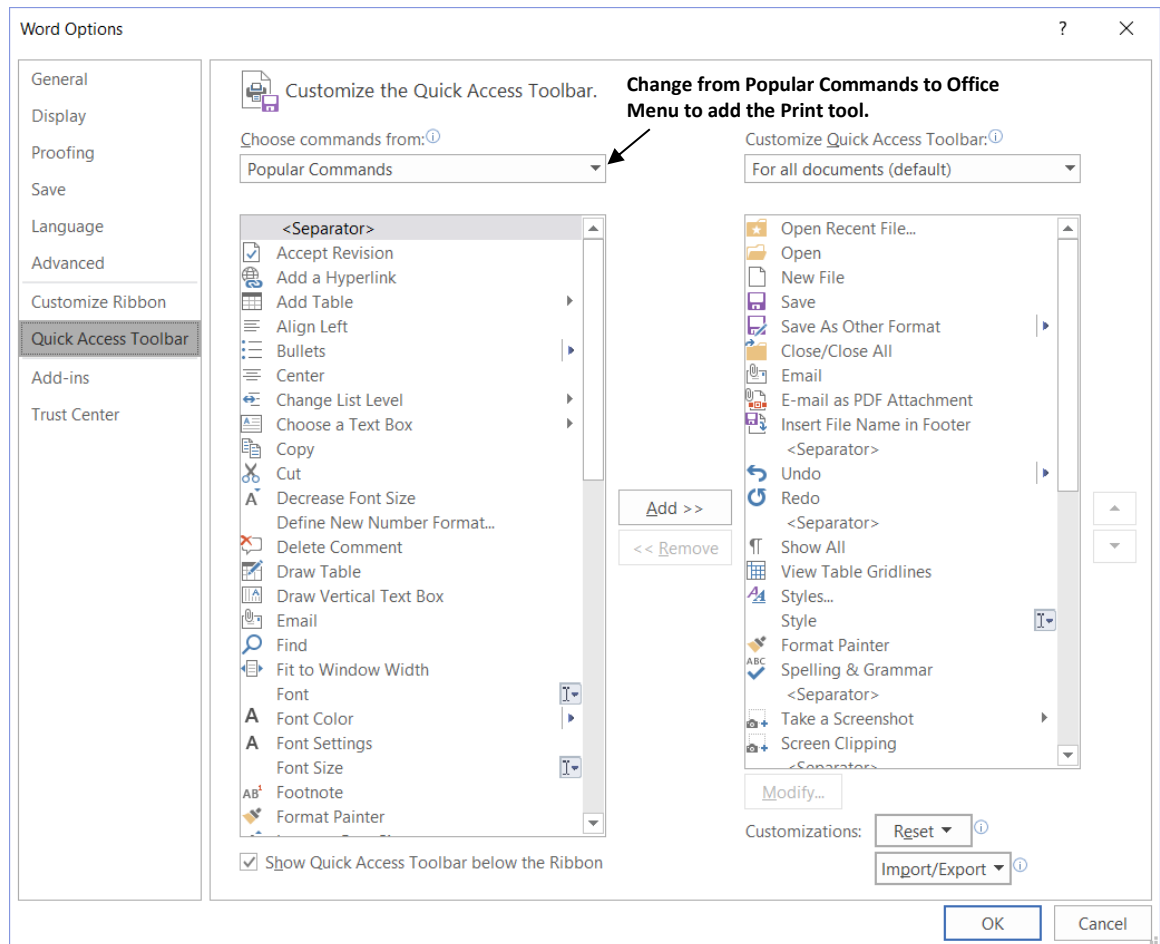 Word Options
?
General
Display
Proofing
Save
Language
Advanced
Customize Ribbon
Quick Access Toolbar
Add-ins
Trust Center
Customize the Quick Access Toolbar.
Change from Popular Commands to Office
Menu to add the Print tool.
Choose commands from:
Popular Commands
<Separator>
Accept Revision
Add a Hyperlink
Add Table
Align Left
Bullets
Center
Change List Level
Choose a Text Box
Copy
Cut
Decrease Font Size
Define New Number Format...
Delete Comment
Draw Table
Draw Vertical Text Box
Email
Find
Fit to Window Width
Font
Font Color
Font Settings
Font Size
Footnote
Format Painter
Show Quick Access Toolbar below the Ribbon
Add >>
<< Remove
Customize Quick Access Toolbar:
For all documents (default)
Open Recent File...
Open
New File
Save
Save As Other Format
Close/Close All
Email
E-mail as PDF Attachment
Insert File Name in Footer
<Separator>
Undo
Redo
<Separator>
Show All
View Table Gridlines
Styles...
Style
Format Painter
Spelling & Grammar
<Separator>
Take a Screenshot
Screen Clipping
<Separator>
Modify...
Customizations:
Reset
Import/Export
OK
Cancel